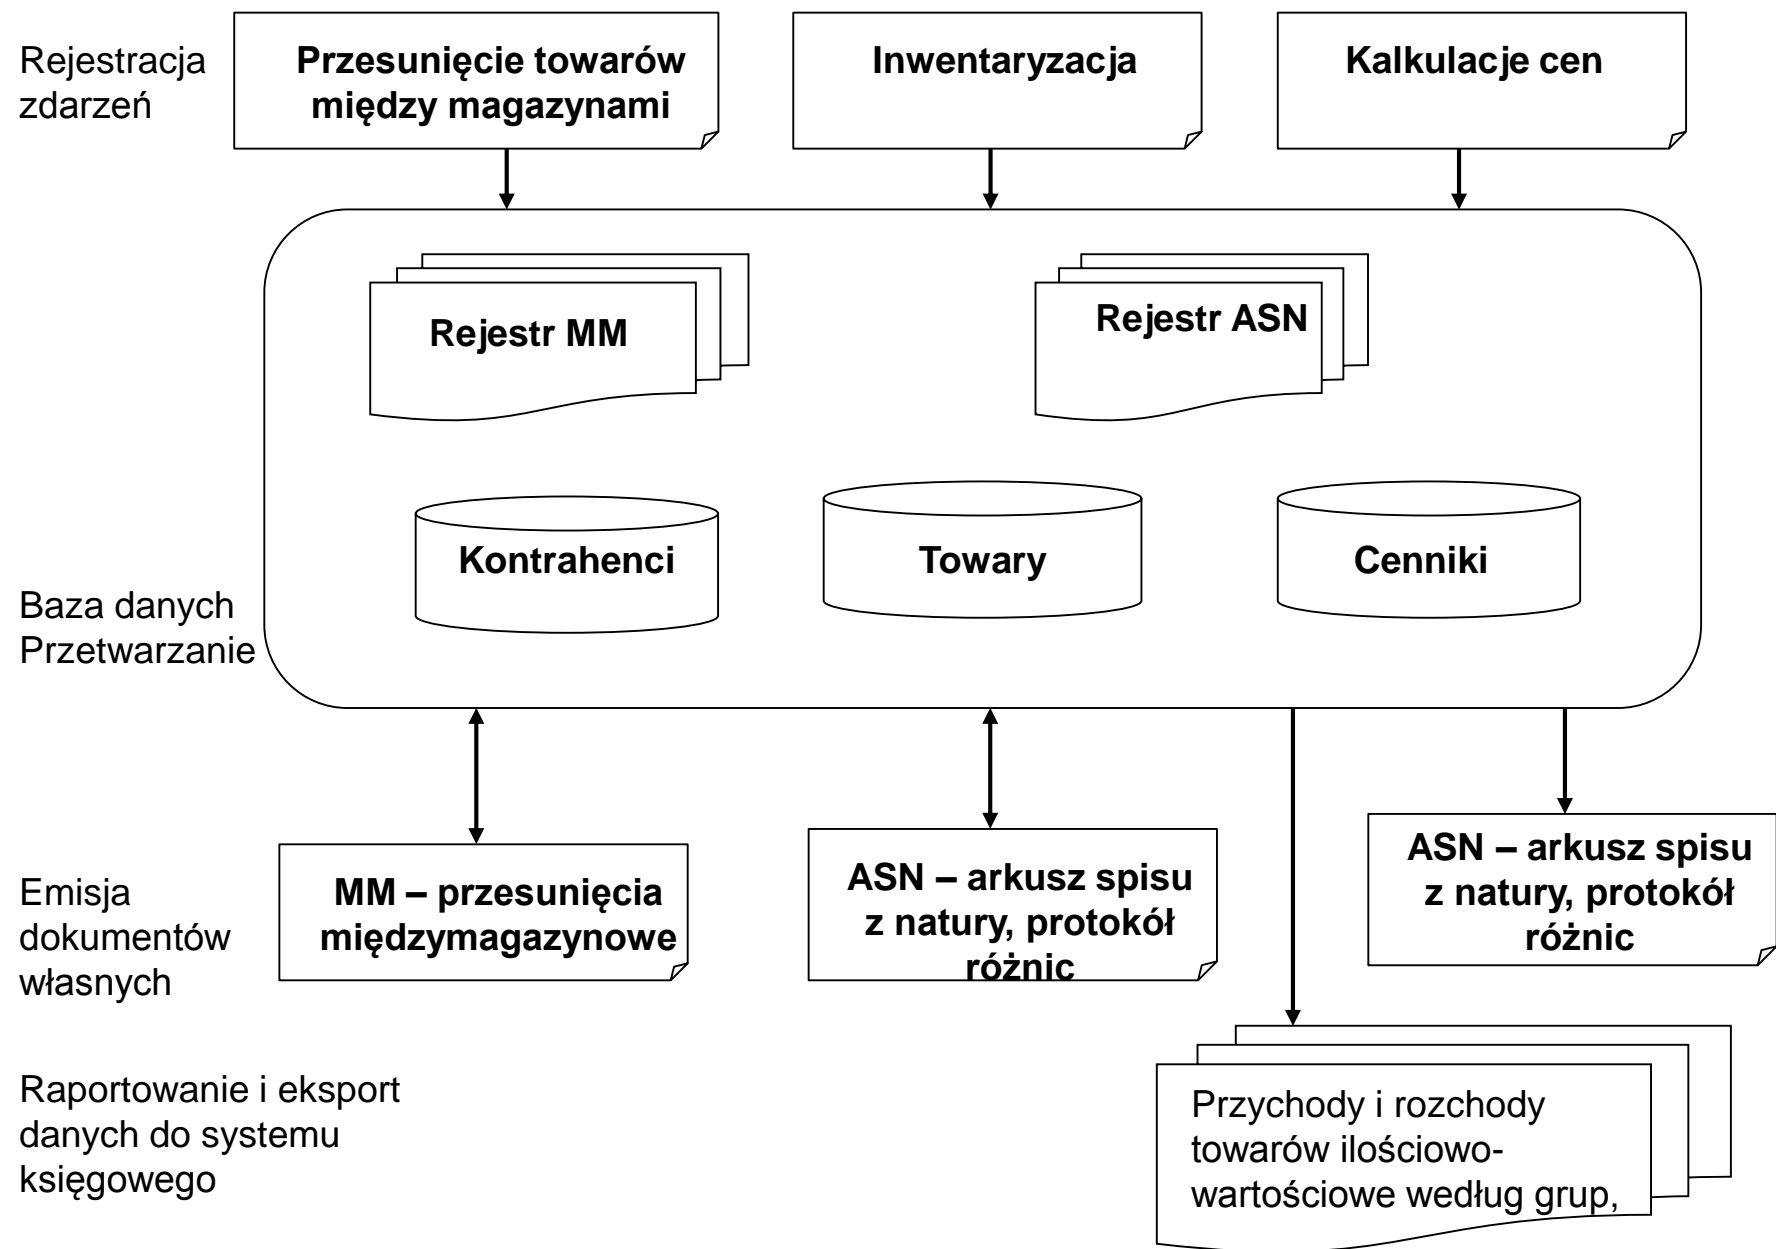 Rejestracja
zdarzeń
Przesunięcie towarów
między magazynami
Inwentaryzacja
Kalkulacje cen
Rejestr MM
Rejestr ASN
Kontrahenci
Towary
Cenniki
Baza danych
Przetwarzanie
Emisja
dokumentów
własnych
MM – przesunięcia
międzymagazynowe
ASN – arkusz spisu
z natury, protokół
różnic
ASN – arkusz spisu
z natury, protokół
różnic
Raportowanie i eksport
danych do systemu
księgowego
Przychody i rozchody
towarów ilościowo-
wartościowe według grup,